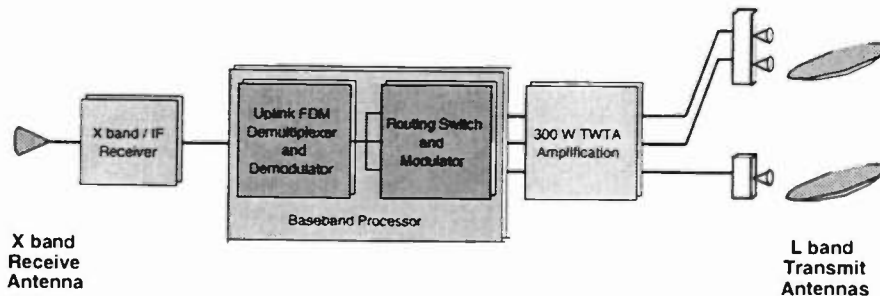 X band / IF
Receiver
Uplink FDM
Demultiplexer
and
Demodulator
Routing Switch
and
Modulator
Baseband Processor
300 W TWTA
Amplification
X band
Receive
Antenna
L band
Transmit
Antennas